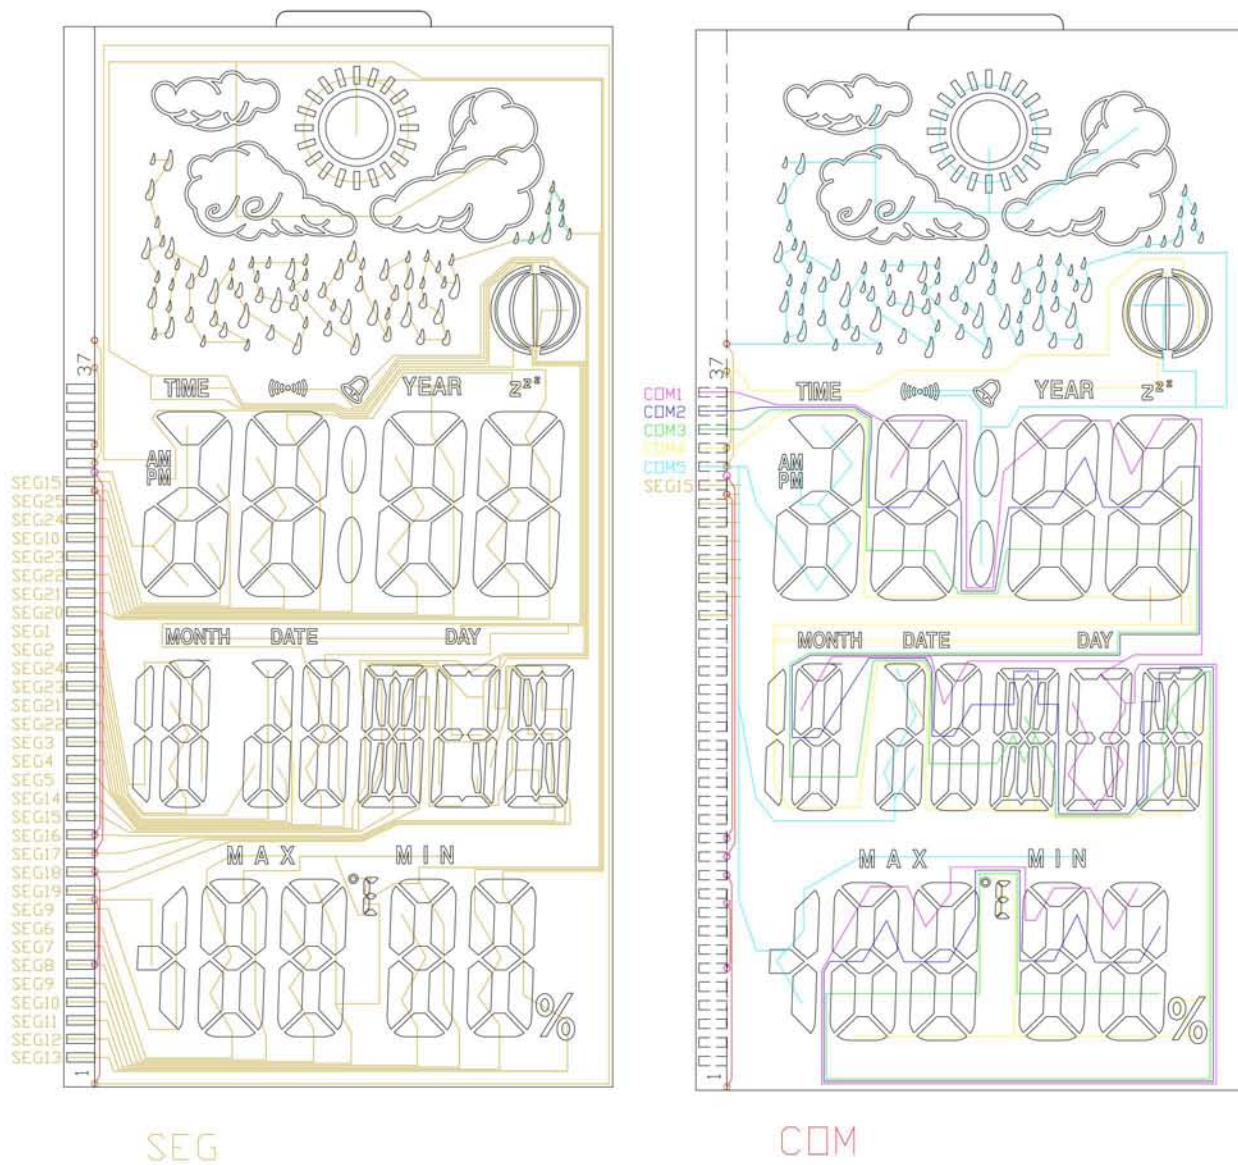 37
TIME
YEAR
Zzz
AM
PM
SEG15
SEG25
SEG24
SEG10
SEG23
SEG22
SEG21
SEG20
SEG1
SEG2
SEG24
SEG23
SEG21
SEG22
SEG3
SEG4
SEG5
SEG14
SEG15
SEG16
SEG17
SEG18
SEG19
SEG9
SEG6
SEG7
SEG8
SEG9
SEG10
SEG11
SEG12
SEG13
MONTH DATE DAY
MAX MIN
°
%
1
SEG
37
COM1
COM2
COM3
COM4
COM5
SEG15
TIME
YEAR
Zzz
AM
PM
MONTH DATE DAY
MAX MIN
°
%
1
COM